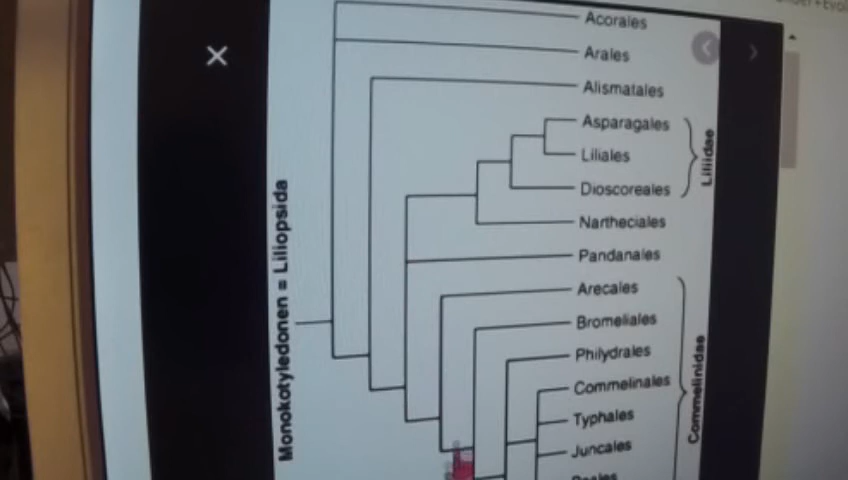 Acorales
Arales
Alismatales
Asparagales
Liliales
Dioscoreales
Nartheciales
Pandanales
Arecales
Bromeliales
Philydrales
Commelinales
Typhales
Juncales
Liliidae
Commelinidae
Monokotyledonen = Liliopsida